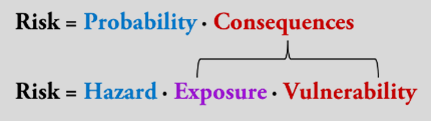 Risk = Probability · Consequences
Risk = Hazard · Exposure · Vulnerability